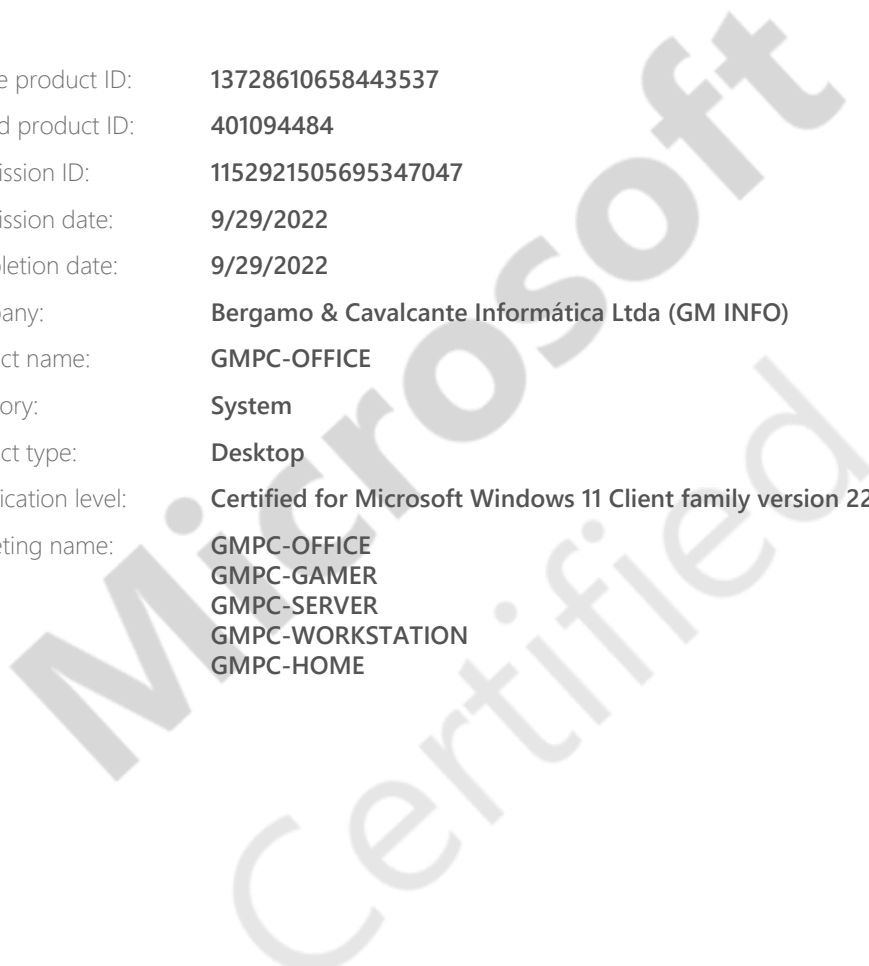 e product ID: 13728610658443537
d product ID: 401094484
ission ID: 1152921505695347047
ission date: 9/29/2022
letion date: 9/29/2022
any: Bergamo & Cavalcante Informática Ltda (GM INFO)
ct name: GMPC-OFFICE
ory: System
ct type: Desktop
ication level: Certified for Microsoft Windows 11 Client family version 22
eting name: GMPC-OFFICE
GMPC-GAMER
GMPC-SERVER
GMPC-WORKSTATION
GMPC-HOME
Microsoft
Certified